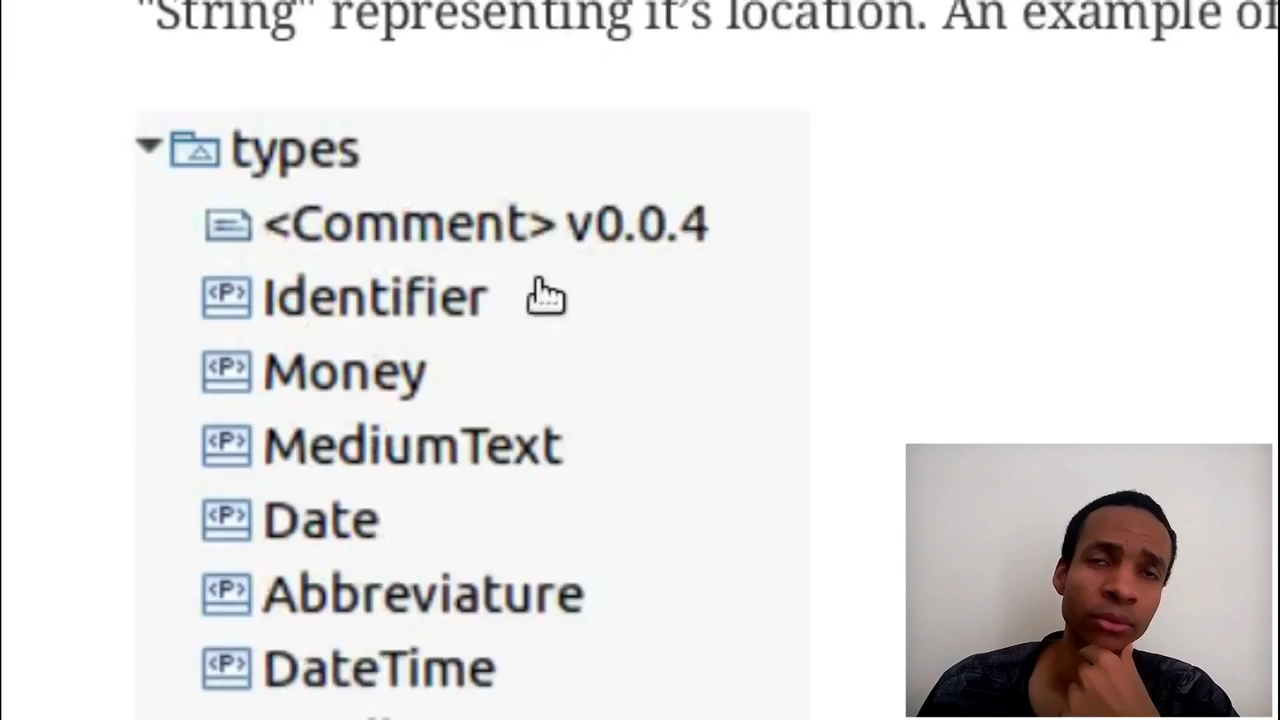 "String" representing it’s location. An example of
types
<Comment> v0.0.4
<P> Identifier
<P> Money
<P> MediumText
<P> Date
<P> Abbreviature
<P> DateTime